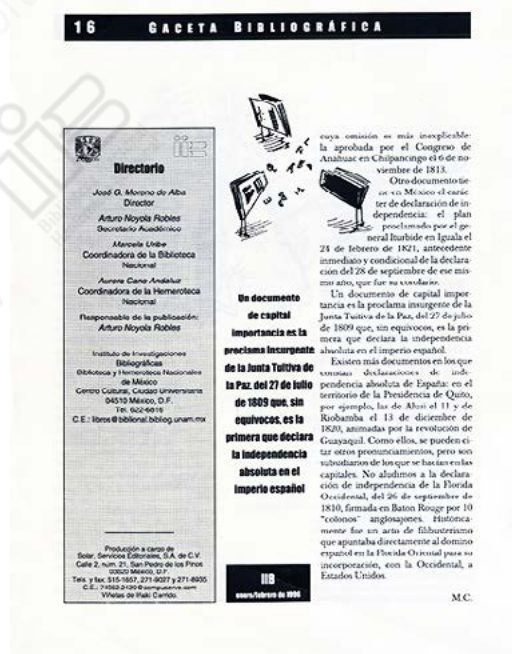 16 GACETA BIBLIOGRÁFICA
Directorio
José G. Moreno de Alba
Director
Arturo Noyola Robles
Secretario Académico
Marcela Uribe
Coordinadora de la Biblioteca
Nacional
Aurora Cano Andaluz
Coordinadora de la Hemeroteca
Nacional
Responsable de la publicación:
Arturo Noyola Robles
Instituto de Investigaciones
Bibliográficas
Biblioteca y Hemeroteca Nacionales
de México
Centro Cultural, Ciudad Universitaria
04510 México, D.F.
Tel. 622-6816
C.E.: libros@biblional.bibliog.unam.mx
Producción a cargo de
Solar, Servicios Editoriales, S.A. de C.V.
Calle 2, núm. 21, San Pedro de los Pinos
03800 México, D.F.
Tels. y fax: 515-1657, 271-9027 y 271-8935
C.E.:
Viñetas de Iñaki Garrido.
Un documento
de capital
importancia es la
proclama insurgente
de la Junta Tuitiva de
la Paz, del 27 de julio
de 1809 que, sin
equívocos, es la
primera que declara
la independencia
absoluta en el
imperio español
IIB
enero/febrero de 1996
cuya omisión es más inexplicable:
la aprobada por el Congreso de
Anáhuac en Chilpancingo el 6 de no-
viembre de 1813.
Otro documento tie-
ne en México el carác-
ter de declaración de in-
dependencia: el plan
proclamado por el ge-
neral Iturbide en Iguala el
24 de febrero de 1821, antecedente
inmediato y condicional de la declara-
ción del 28 de septiembre de ese mis-
mo año, que fue su corolario.
Un documento de capital impor-
tancia es la proclama insurgente de la
Junta Tuitiva de la Paz, del 27 de julio
de 1809 que, sin equívocos, es la pri-
mera que declara la independencia
absoluta en el imperio español.
Existen más documentos en los que
constan declaraciones de inde-
pendencia absoluta de España: en el
territorio de la Presidencia de Quito,
por ejemplo, las de Alausí el 11 y de
Riobamba el 13 de diciembre de
1820, animadas por la revolución de
Guayaquil. Como ellos, se pueden ci-
tar otros pronunciamientos, pero son
subsidiarios de los que se hacían en las
capitales. No aludimos a la declara-
ción de independencia de la Florida
Occidental, del 26 de septiembre de
1810, firmada en Baton Rouge por 10
"colonos" anglosajones. Histórica-
mente fue un acto de filibusterismo
que apuntaba directamente al dominio
español en la Florida Oriental para su
incorporación, con la Occidental, a
Estados Unidos.
M.C.